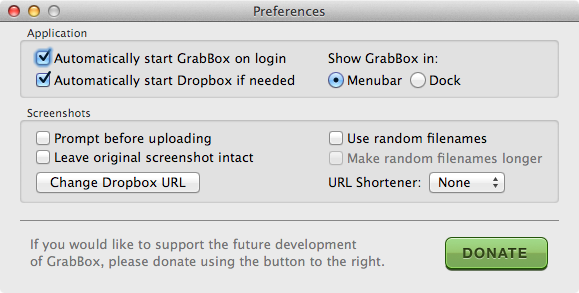 Preferences
Application
Automatically start GrabBox on login
Show GrabBox in:
Automatically start Dropbox if needed
Menubar
Dock
Screenshots
Prompt before uploading
Use random filenames
Leave original screenshot intact
Make random filenames longer
Change Dropbox URL
URL Shortener:
None
If you would like to support the future development
of GrabBox, please donate using the button to the right.
DONATE